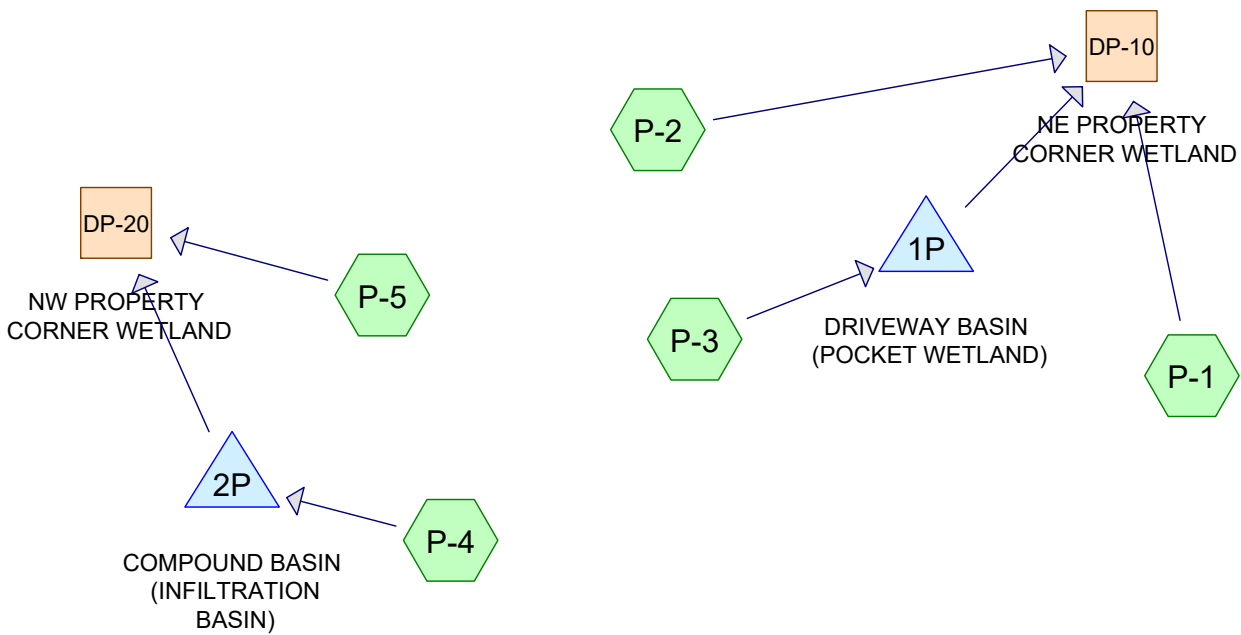 DP-10
P-2
NE PROPERTY
CORNER WETLAND
DP-20
1P
P-5
NW PROPERTY
CORNER WETLAND
P-3
DRIVEWAY BASIN
(POCKET WETLAND)
P-1
2P
P-4
COMPOUND BASIN
(INFILTRATION
BASIN)